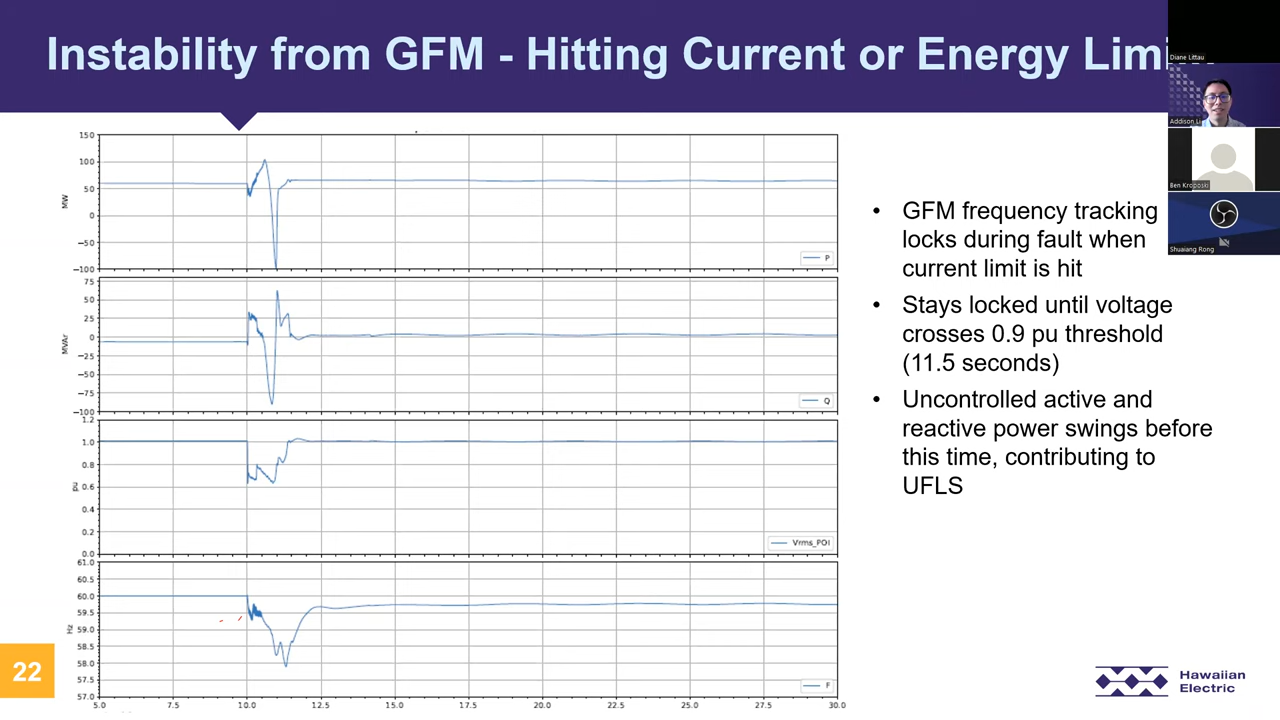 Instability from GFM - Hitting Current or Energy Lim
Diane Littau
Addison Li
Ben Kroposki
Shuaiang Rong
150
100
50
0
−50
−100
MW
P
75
50
25
0
−25
−50
−75
−100
MVAr
Q
1.2
1.0
0.8
0.6
0.4
0.2
0.0
pu
Vrms_POI
61.0
60.5
60.0
59.5
59.0
58.5
58.0
57.5
57.0
Hz
F
5.0 7.5 10.0 12.5 15.0 17.5 20.0 22.5 25.0 27.5 30.0
• GFM frequency tracking
locks during fault when
current limit is hit
• Stays locked until voltage
crosses 0.9 pu threshold
(11.5 seconds)
• Uncontrolled active and
reactive power swings before
this time, contributing to
UFLS
22
Hawaiian
Electric